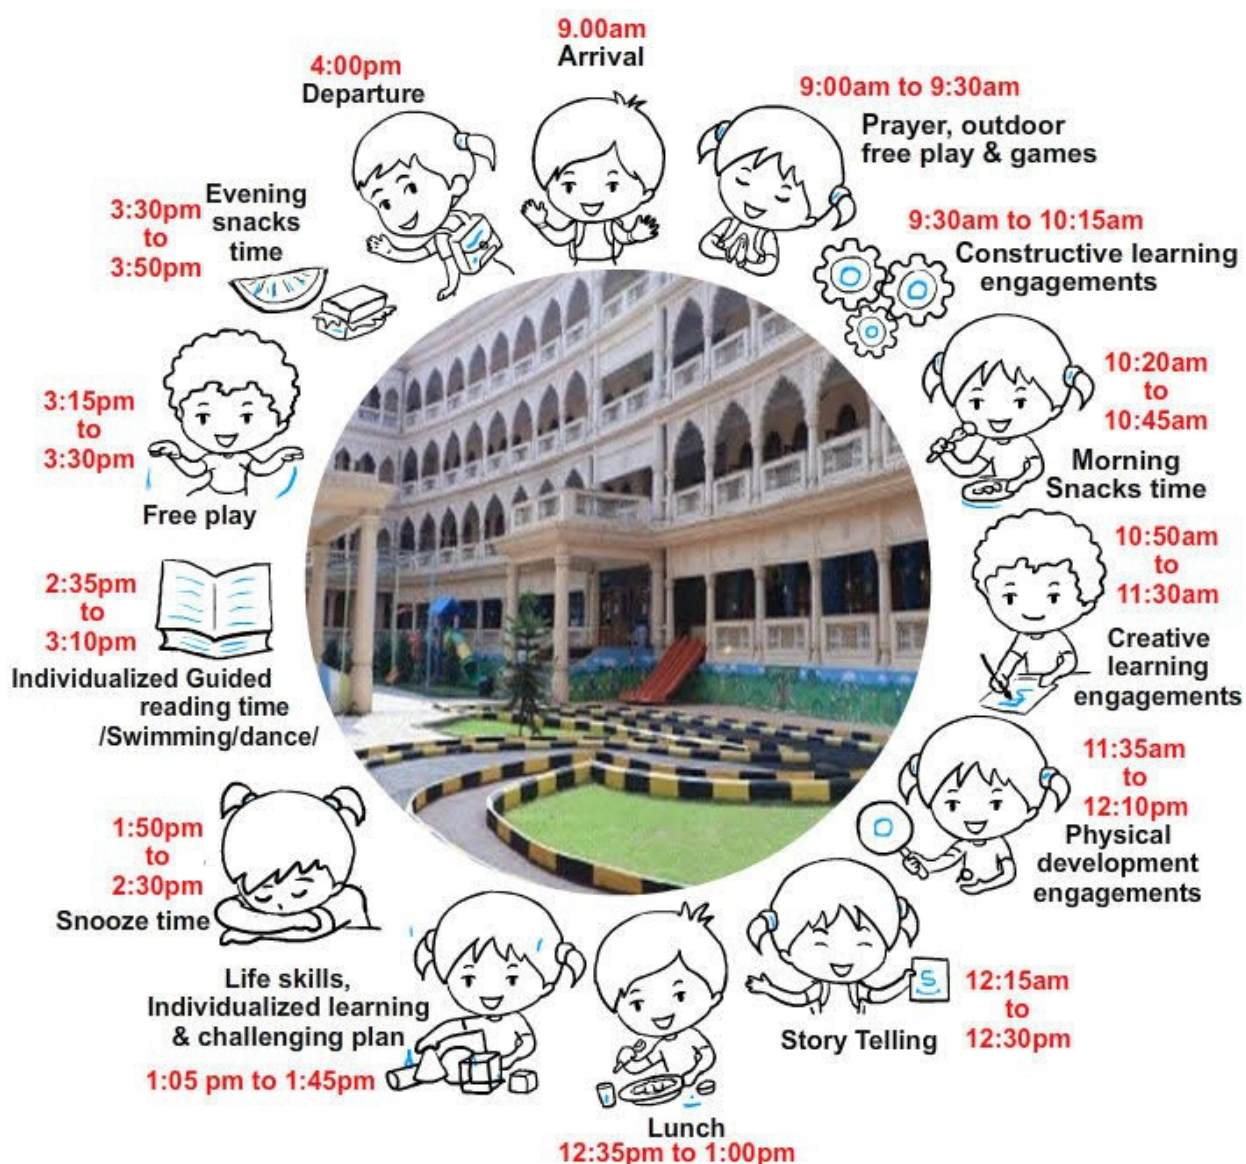 9.00am
Arrival
9:00am to 9:30am
Prayer, outdoor
free play & games
9:30am to 10:15am
Constructive learning
engagements
10:20am
to
10:45am
Morning
Snacks time
10:50am
to
11:30am
Creative
learning
engagements
11:35am
to
12:10pm
Physical
development
engagements
12:15am
to
12:30pm
Story Telling
Lunch
12:35pm to 1:00pm
Life skills,
Individualized learning
& challenging plan
1:05 pm to 1:45pm
1:50pm
to
2:30pm
Snooze time
2:35pm
to
3:10pm
Individualized Guided
reading time
/Swimming/dance/
3:15pm
to
3:30pm
Free play
Evening
snacks
time
3:30pm
to
3:50pm
4:00pm
Departure